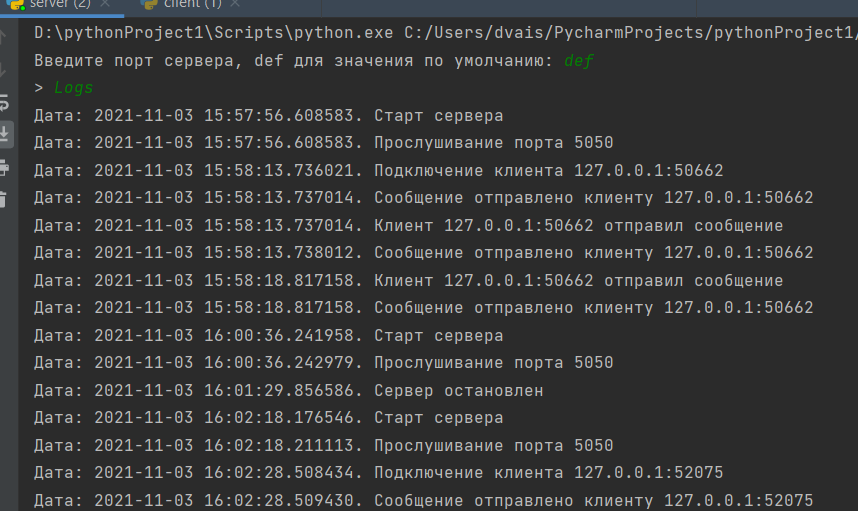 server (2) × client (1) ×
D:\pythonProject1\Scripts\python.exe C:/Users/dvais/PycharmProjects/pythonProject1/
Введите порт сервера, def для значения по умолчанию: def
> Logs
Дата: 2021-11-03 15:57:56.608583. Старт сервера
Дата: 2021-11-03 15:57:56.608583. Прослушивание порта 5050
Дата: 2021-11-03 15:58:13.736021. Подключение клиента 127.0.0.1:50662
Дата: 2021-11-03 15:58:13.737014. Сообщение отправлено клиенту 127.0.0.1:50662
Дата: 2021-11-03 15:58:13.737014. Клиент 127.0.0.1:50662 отправил сообщение
Дата: 2021-11-03 15:58:13.738012. Сообщение отправлено клиенту 127.0.0.1:50662
Дата: 2021-11-03 15:58:18.817158. Клиент 127.0.0.1:50662 отправил сообщение
Дата: 2021-11-03 15:58:18.817158. Сообщение отправлено клиенту 127.0.0.1:50662
Дата: 2021-11-03 16:00:36.241958. Старт сервера
Дата: 2021-11-03 16:00:36.242979. Прослушивание порта 5050
Дата: 2021-11-03 16:01:29.856586. Сервер остановлен
Дата: 2021-11-03 16:02:18.176546. Старт сервера
Дата: 2021-11-03 16:02:18.211113. Прослушивание порта 5050
Дата: 2021-11-03 16:02:28.508434. Подключение клиента 127.0.0.1:52075
Дата: 2021-11-03 16:02:28.509430. Сообщение отправлено клиенту 127.0.0.1:52075